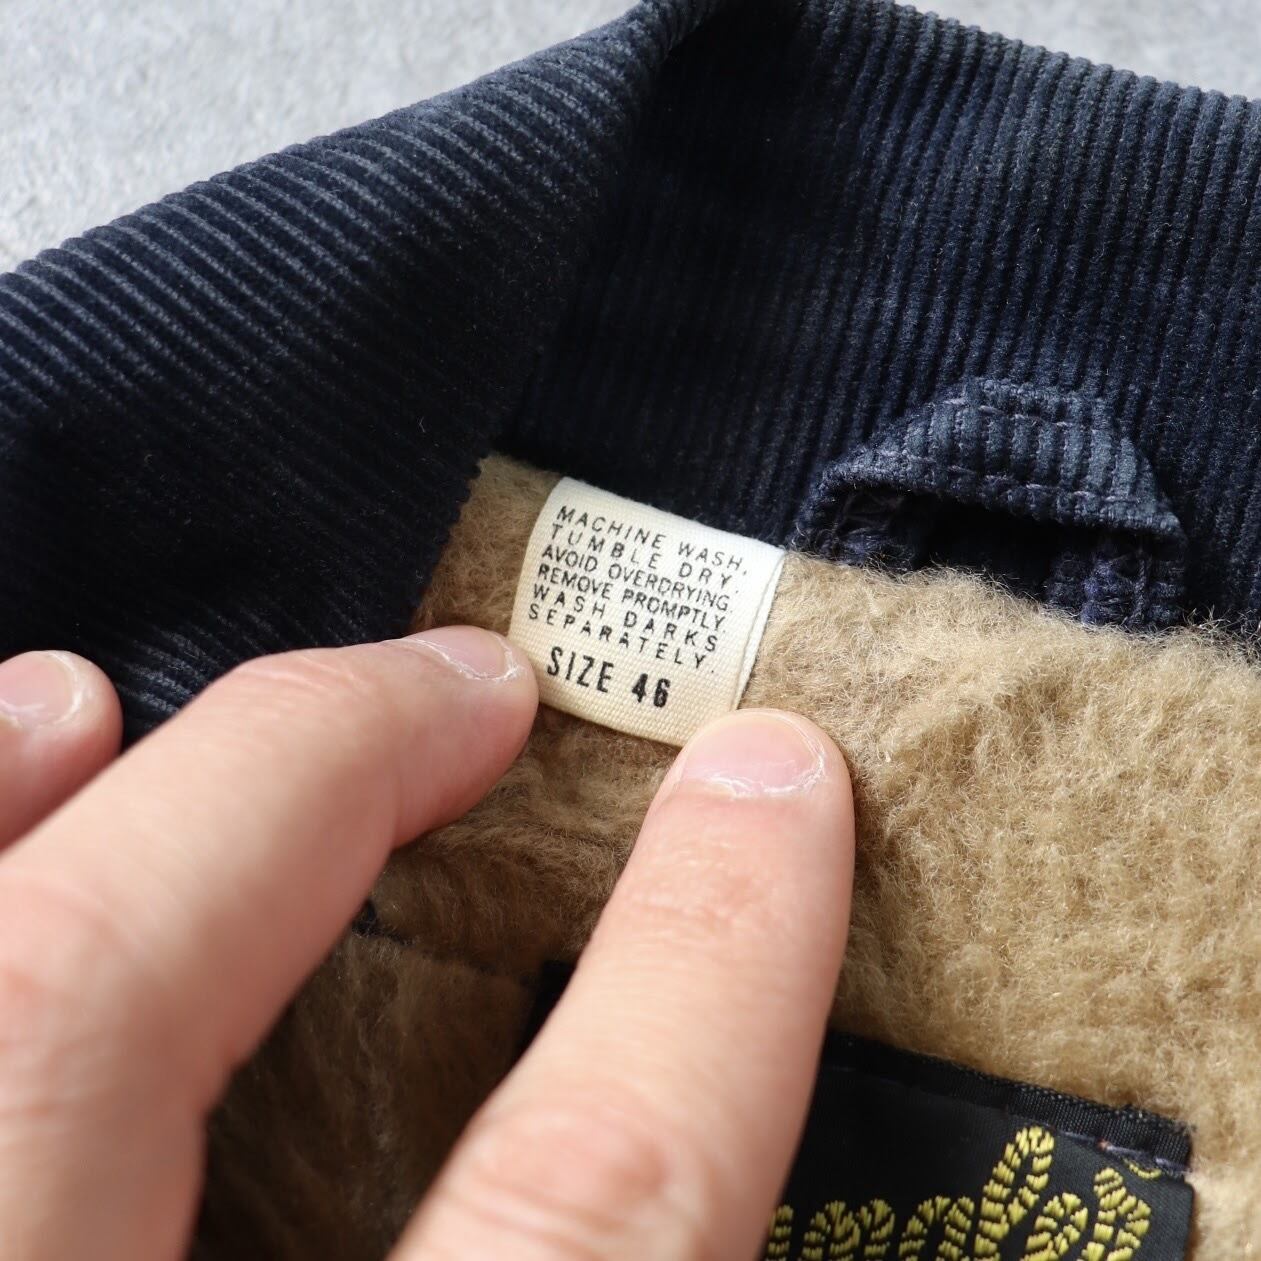 MACHINE WASH,
TUMBLE DRY.
AVOID OVERDRYING.
REMOVE PROMPTLY
WASH DARKS
SEPARATELY.
SIZE 46